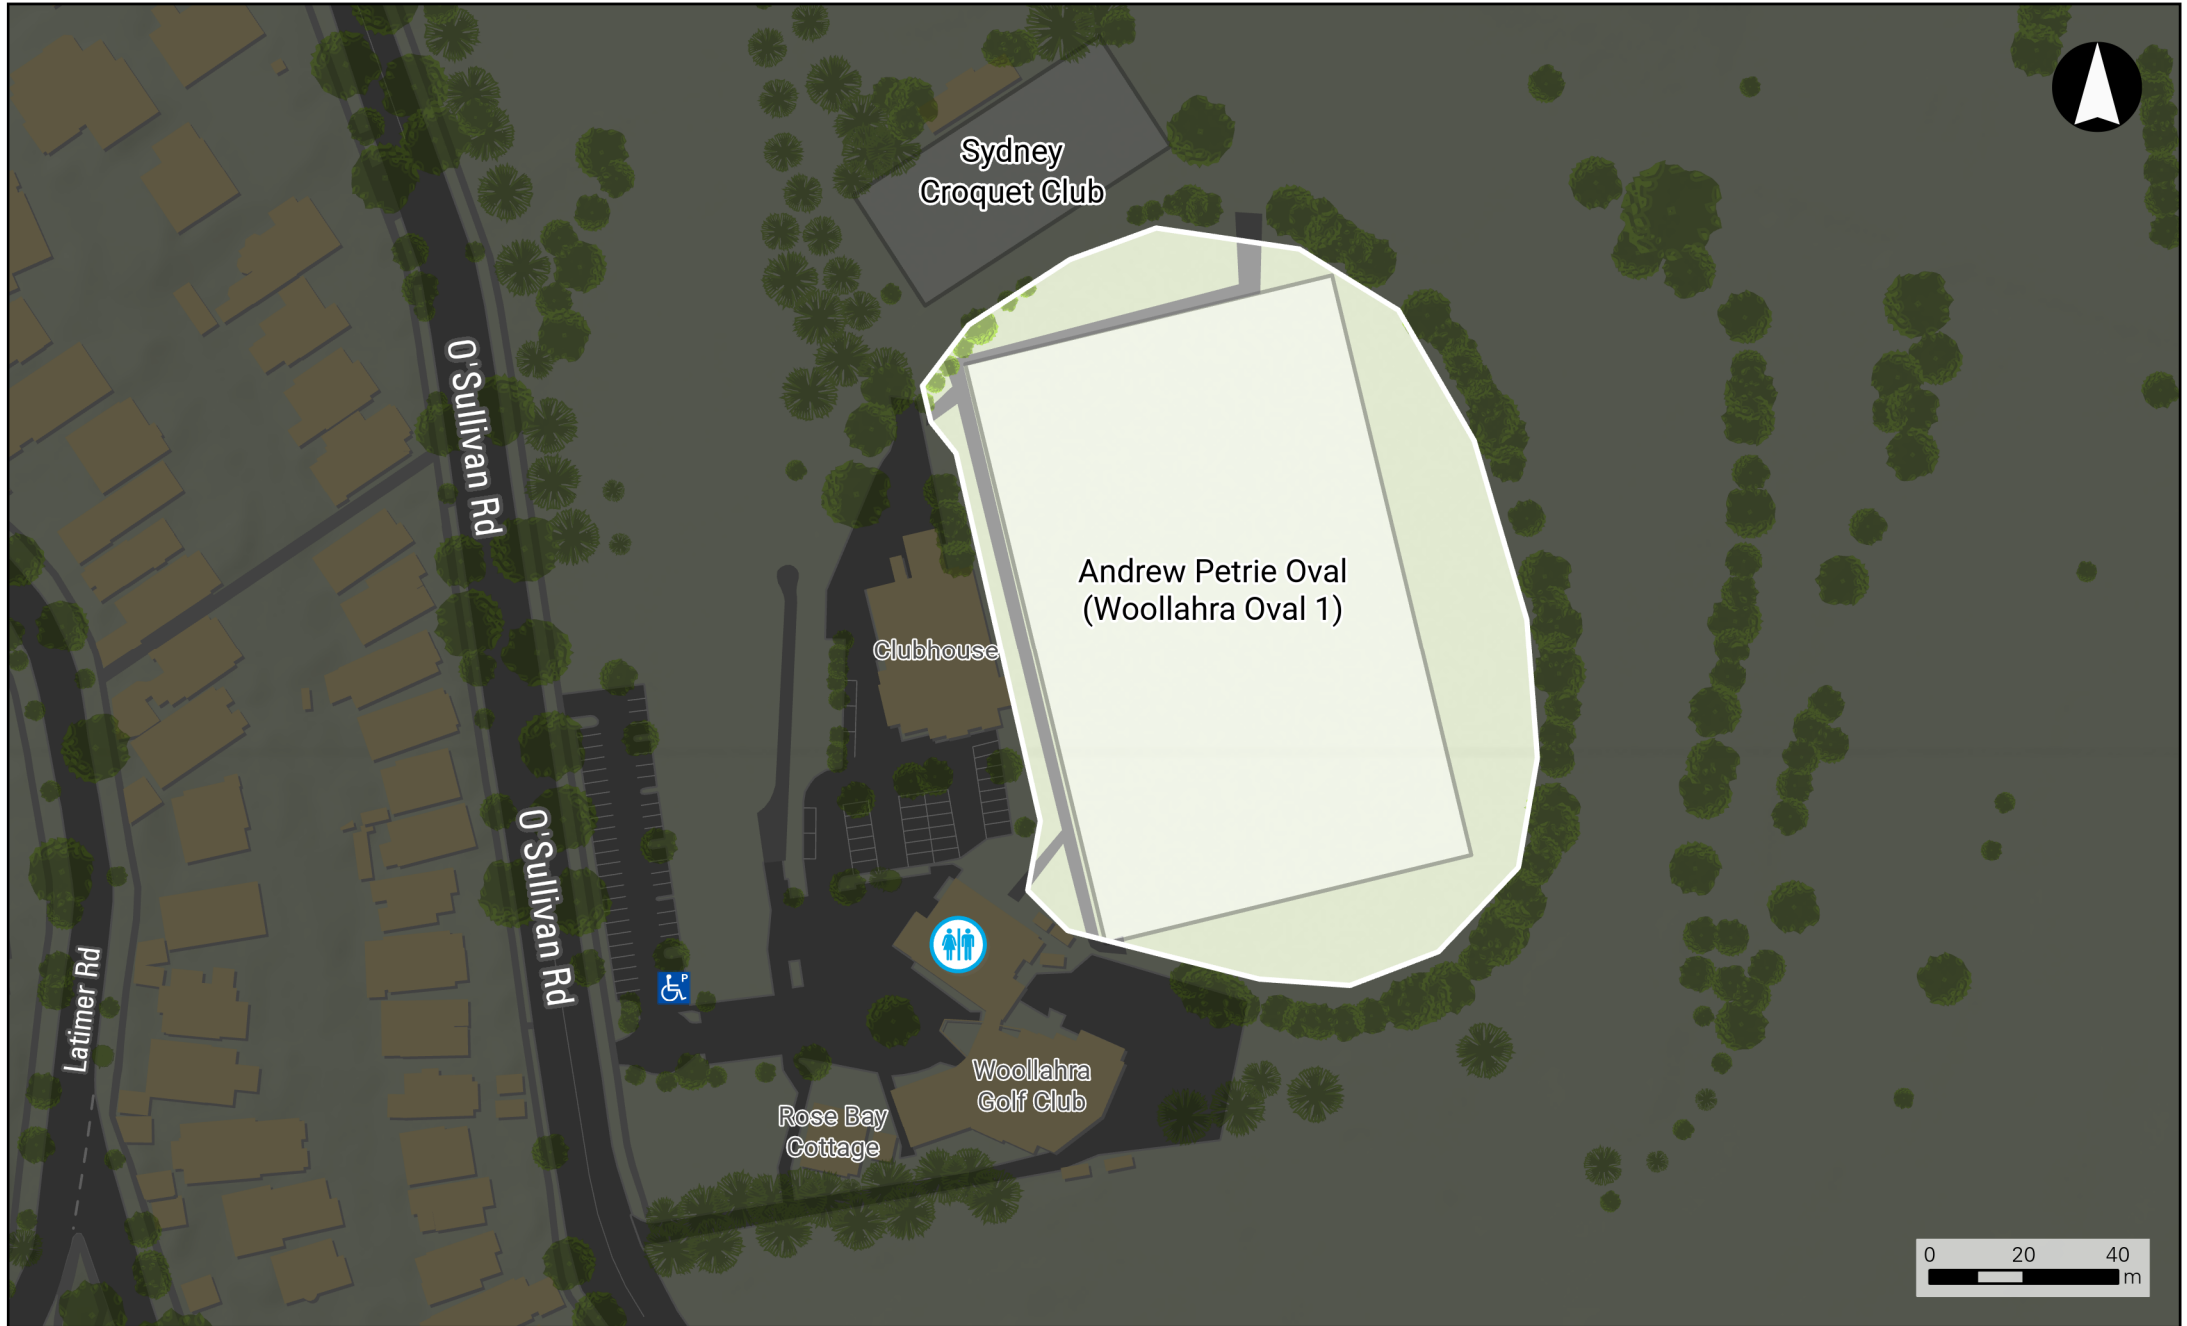 Sydney
Croquet Club
O'Sullivan Rd
Andrew Petrie Oval
(Woollahra Oval 1)
Clubhouse
O'Sullivan Rd
Latimer Rd
P
Woollahra
Golf Club
Rose Bay
Cottage
0 20 40
m